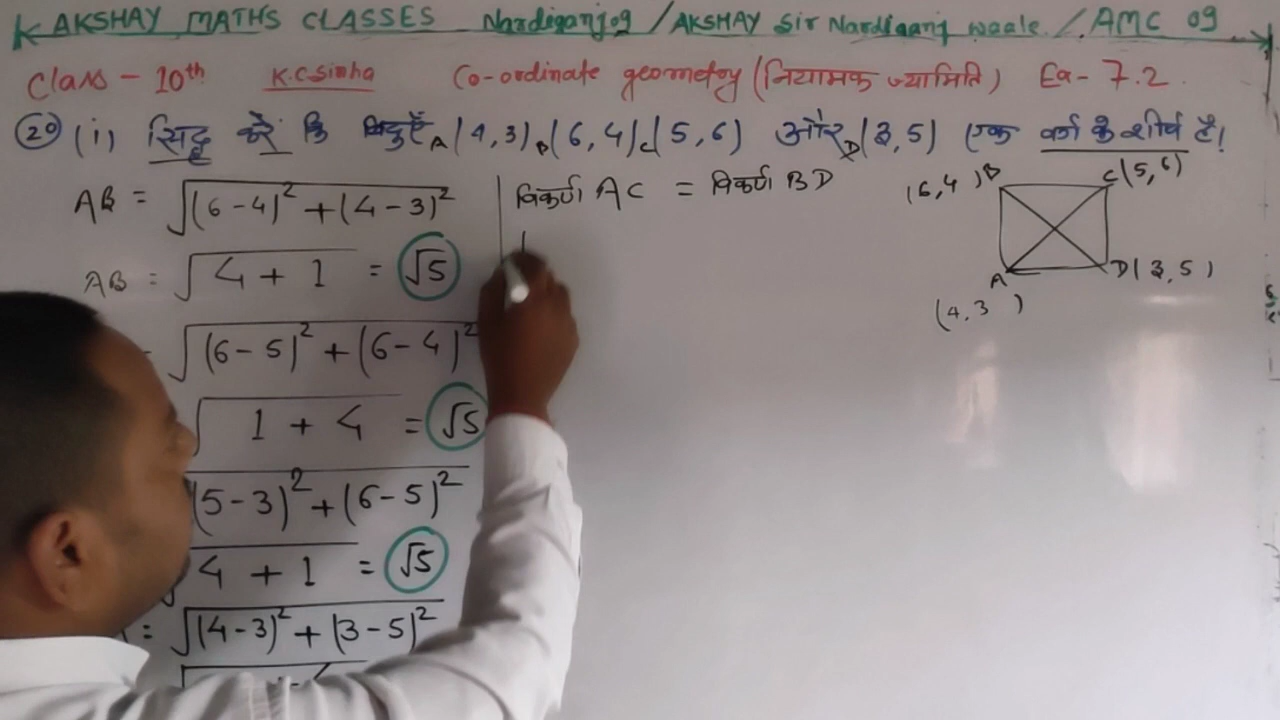 AKSHAY MATHS CLASSES Nardiganj 09 / AKSHAY Sir Nardiganj waale / AMC 09
Class - 10th K.C.Sinha Co-ordinate geometry (नियामक ज्यामिति) Ex- 7.2
(20) (i) सिद्ध करें कि A(4,3) B(6,4) C(5,6) और D(3,5) एक वर्ग के शीर्ष है।
AB = √(6-4)² + (4-3)²
AB = √4 + 1 = √5
= √(6-5)² + (6-4)²
√1 + 4 = √5
(5-3)² + (6-5)²
√4 + 1 = √5
= √(4-3)² + (3-5)²
विकर्ण AC = विकर्ण BD
(6,4) B C(5,6)
A D(3,5)
(4,3)